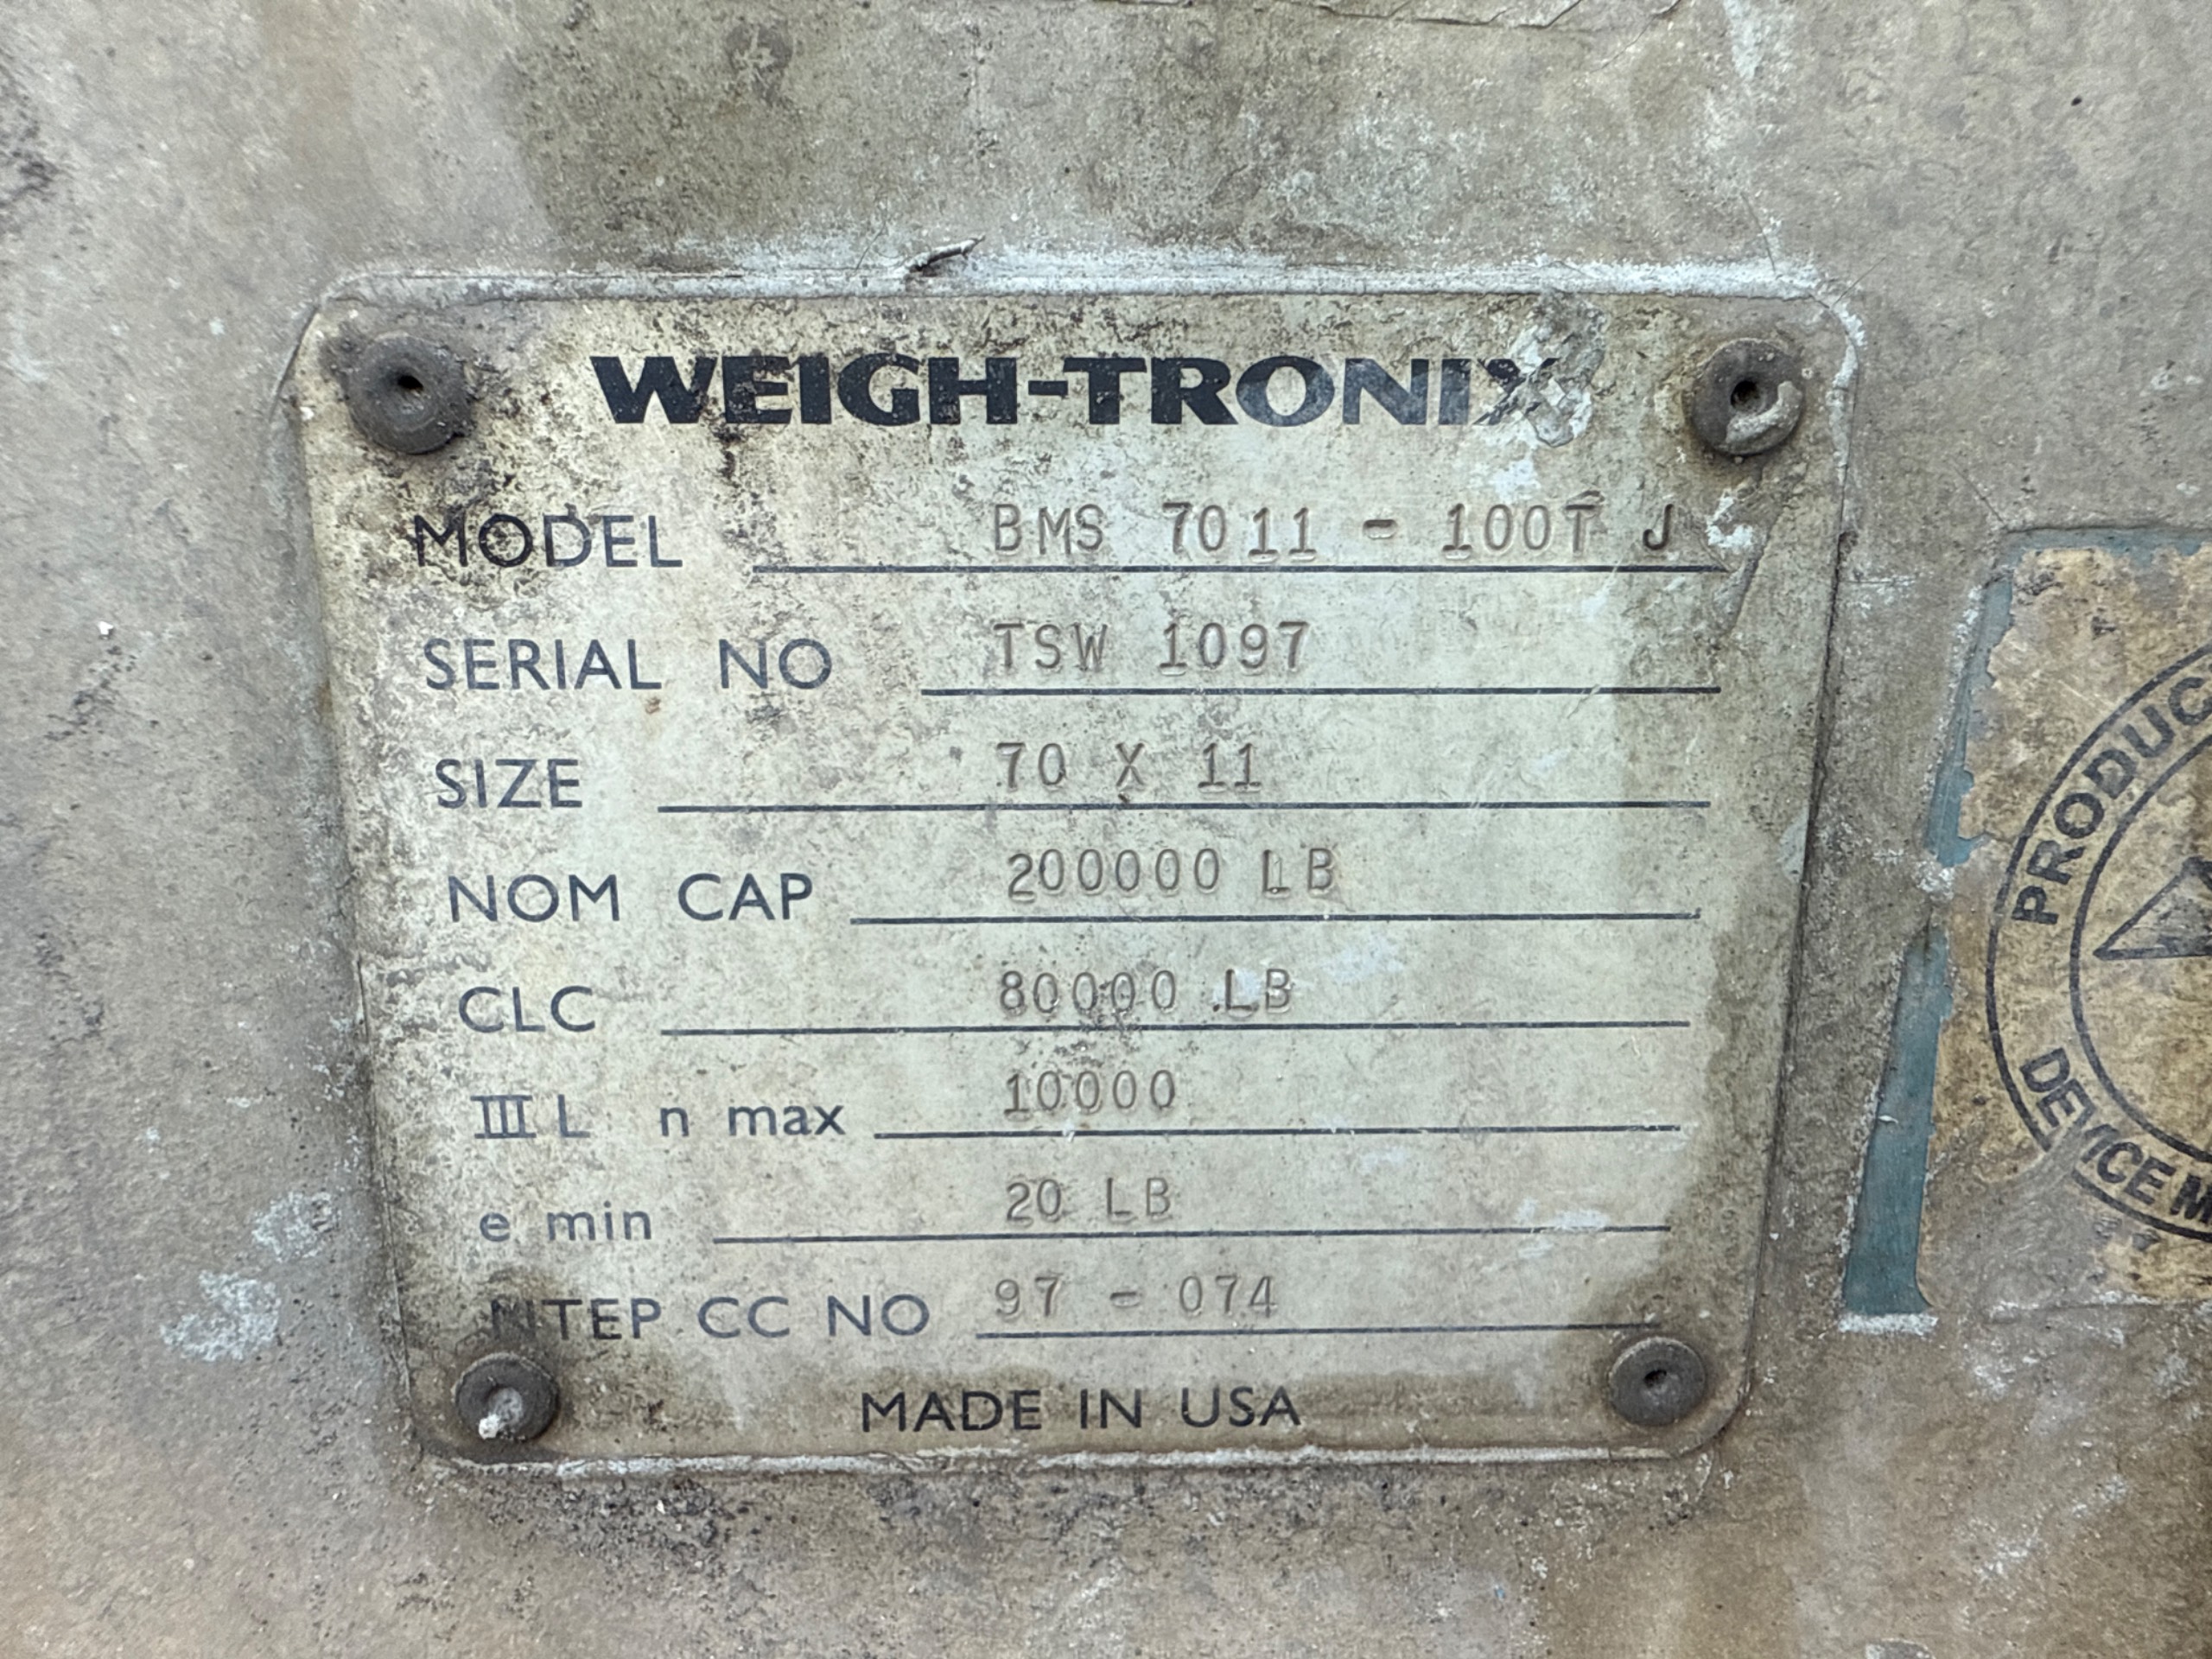 WEIGH-TRONIX
MODEL BMS 7011 - 100T J
SERIAL NO TSW 1097
SIZE 70 X 11
NOM CAP 200000 LB
CLC 80000 LB
III L n max 10000
e min 20 LB
NTEP CC NO 97 - 074
MADE IN USA
DEVICE